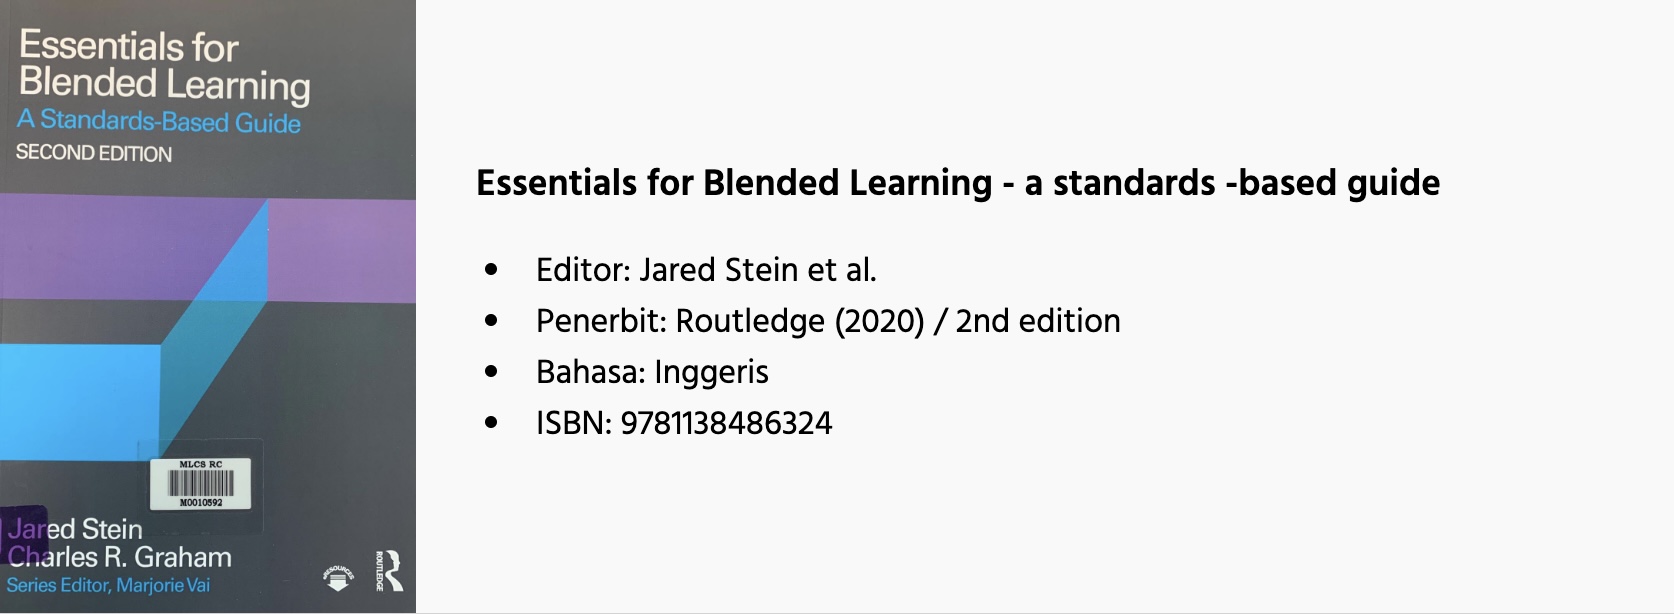 Essentials for
Blended Learning
A Standards-Based Guide
SECOND EDITION
MLCS RC
M0010592
Jared Stein
Charles R. Graham
Series Editor, Marjorie Vai
eRESOURCES
ROUTLEDGE
Essentials for Blended Learning - a standards -based guide
• Editor: Jared Stein et al.
• Penerbit: Routledge (2020) / 2nd edition
• Bahasa: Inggeris
• ISBN: 9781138486324